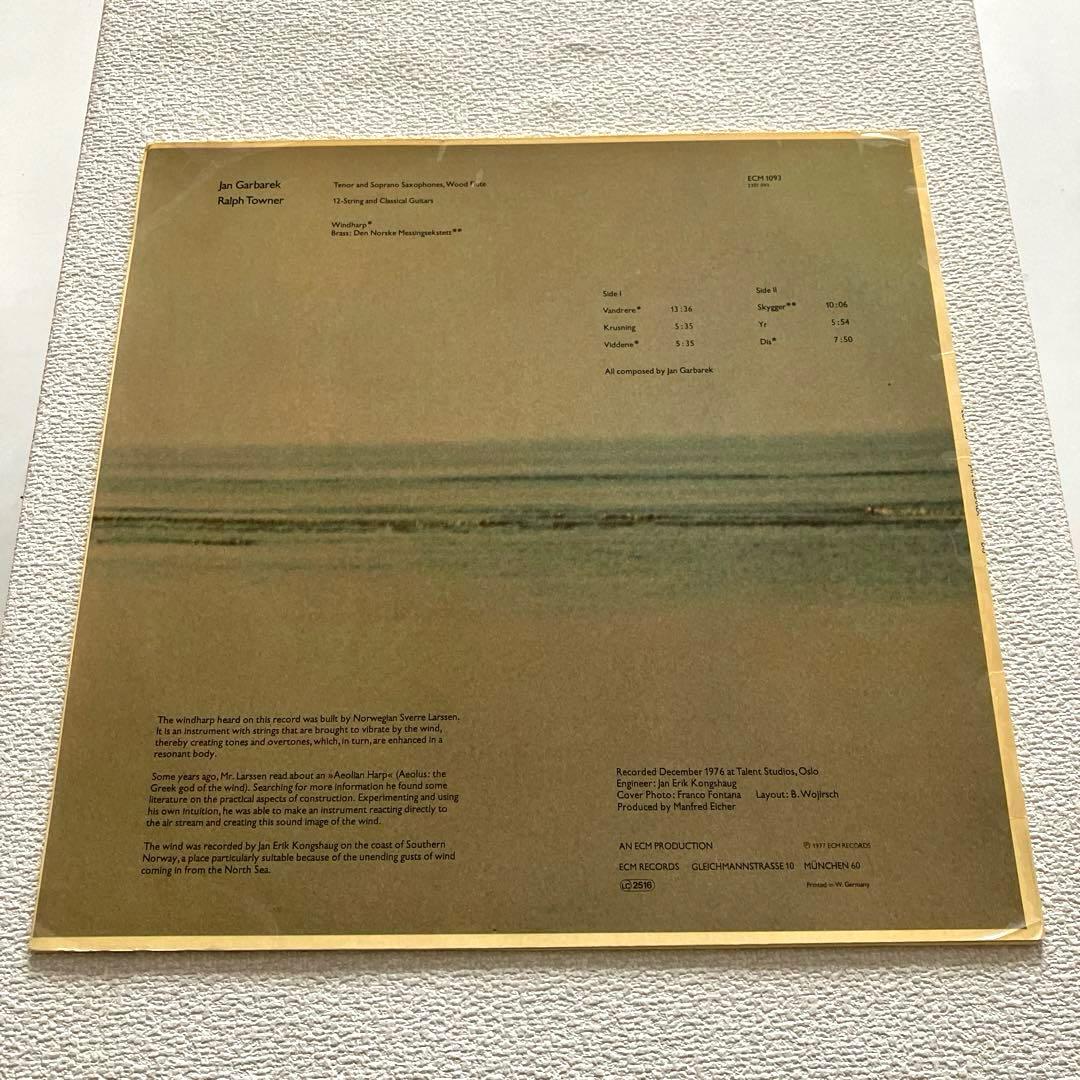 Jan Garbarek Tenor and Soprano Saxophones, Wood Flute
Ralph Towner 12-String and Classical Guitars
Windharp*
Brass: Den Norske Messingsekstett**
ECM 1093
2301 093
Side I
Vandrere* 13:36
Krusning 5:35
Viddene* 5:35
Side II
Skygger** 10:06
Yr 5:54
Dis* 7:50
All composed by Jan Garbarek
The windharp heard on this record was built by Norwegian Sverre Larssen.
It is an instrument with strings that are brought to vibrate by the wind,
thereby creating tones and overtones, which, in turn, are enhanced in a
resonant body.
Some years ago, Mr. Larssen read about an »Aeolian Harp« (Aeolus: the
Greek god of the wind). Searching for more information he found some
literature on the practical aspects of construction. Experimenting and using
his own intuition, he was able to make an instrument reacting directly to
the air stream and creating this sound image of the wind.
The wind was recorded by Jan Erik Kongshaug on the coast of Southern
Norway, a place particularly suitable because of the unending gusts of wind
coming in from the North Sea.
Recorded December 1976 at Talent Studios, Oslo
Engineer: Jan Erik Kongshaug
Cover Photo: Franco Fontana Layout: B. Wojirsch
Produced by Manfred Eicher
AN ECM PRODUCTION ℗ 1977 ECM RECORDS
ECM RECORDS GLEICHMANNSTRASSE 10 MÜNCHEN 60
LC 2516 Printed in W. Germany